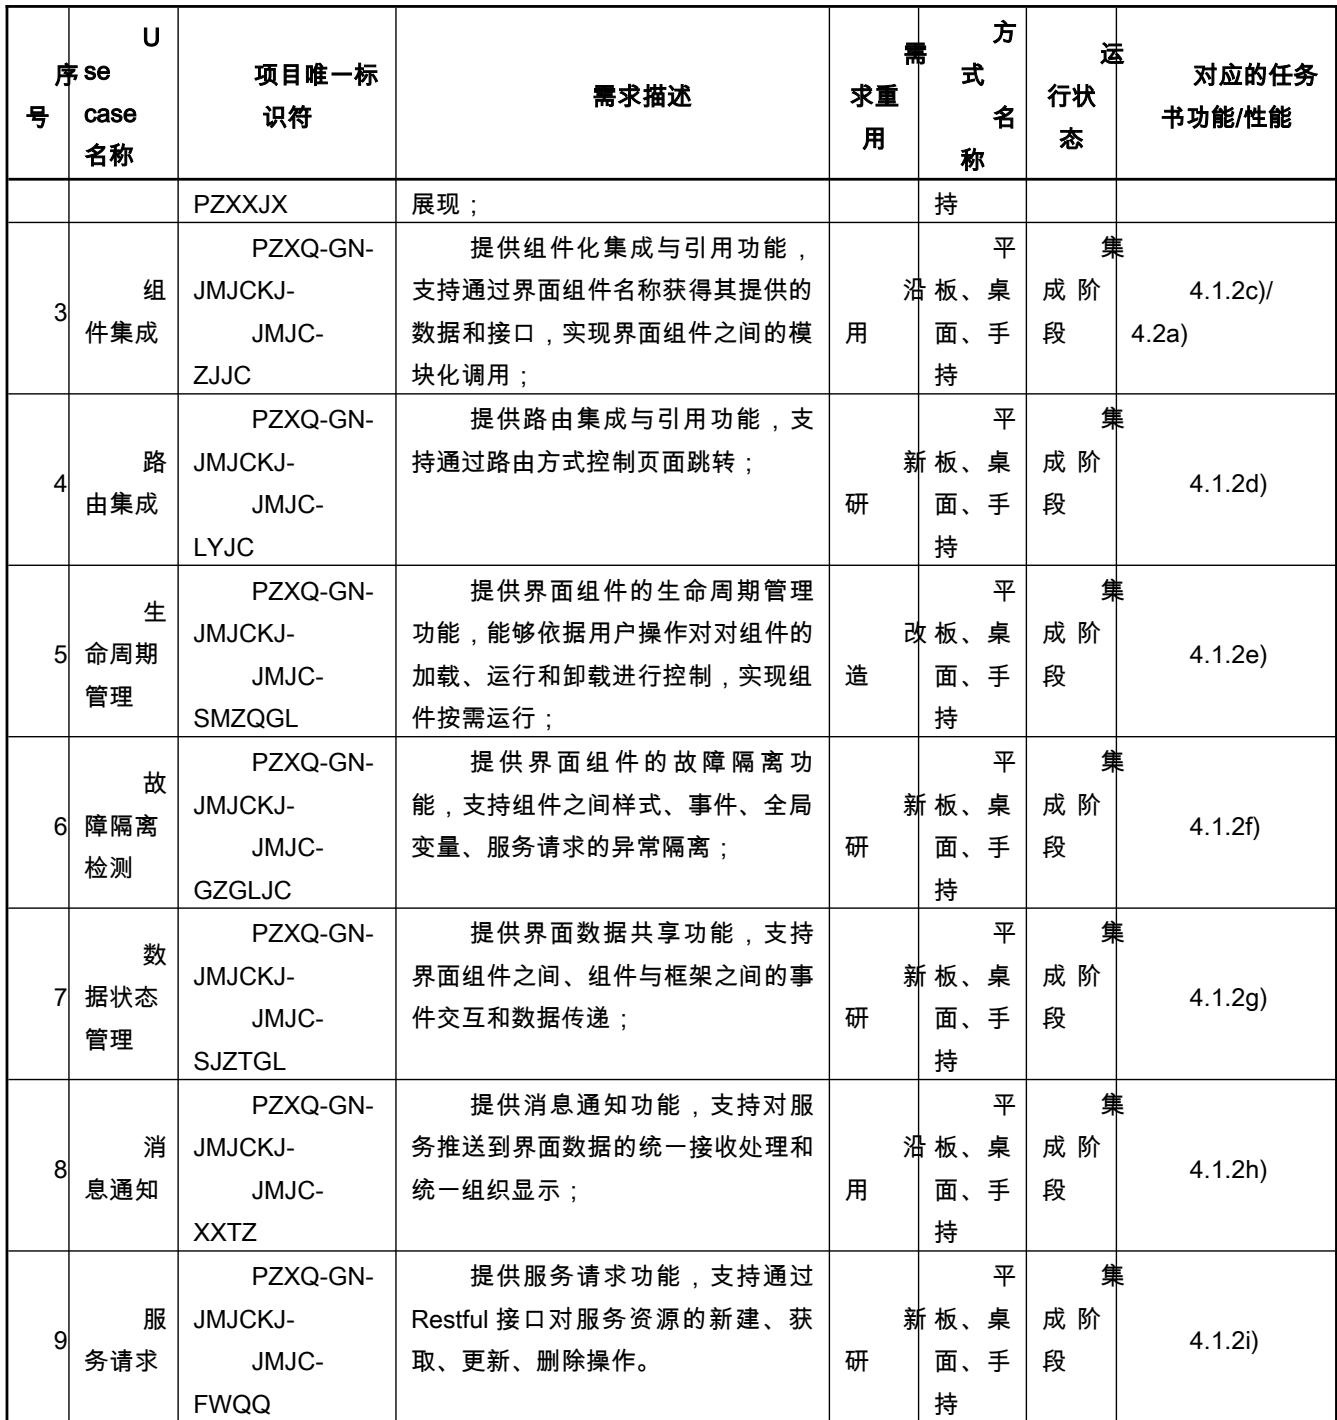 序号
Use case 名称
项目唯一标识符
需求描述
需求重用
方式名称
运行状态
对应的任务书功能/性能
PZXXJX
展现；
持
3
组件集成
PZXQ-GN-
JMJCKJ-
JMJC-
ZJJC
提供组件化集成与引用功能，
支持通过界面组件名称获得其提供的
数据和接口，实现界面组件之间的模
块化调用；
沿用
平板、桌面、手持
集成阶段
4.1.2c)/
4.2a)
4
路由集成
PZXQ-GN-
JMJCKJ-
JMJC-
LYJC
提供路由集成与引用功能，支
持通过路由方式控制页面跳转；
新研
平板、桌面、手持
集成阶段
4.1.2d)
5
生命周期管理
PZXQ-GN-
JMJCKJ-
JMJC-
SMZQGL
提供界面组件的生命周期管理
功能，能够依据用户操作对对组件的
加载、运行和卸载进行控制，实现组
件按需运行；
改造
平板、桌面、手持
集成阶段
4.1.2e)
6
故障隔离检测
PZXQ-GN-
JMJCKJ-
JMJC-
GZGLJC
提供界面组件的故障隔离功
能，支持组件之间样式、事件、全局
变量、服务请求的异常隔离；
新研
平板、桌面、手持
集成阶段
4.1.2f)
7
数据状态管理
PZXQ-GN-
JMJCKJ-
JMJC-
SJZTGL
提供界面数据共享功能，支持
界面组件之间、组件与框架之间的事
件交互和数据传递；
新研
平板、桌面、手持
集成阶段
4.1.2g)
8
消息通知
PZXQ-GN-
JMJCKJ-
JMJC-
XXTZ
提供消息通知功能，支持对服
务推送到界面数据的统一接收处理和
统一组织显示；
沿用
平板、桌面、手持
集成阶段
4.1.2h)
9
服务请求
PZXQ-GN-
JMJCKJ-
JMJC-
FWQQ
提供服务请求功能，支持通过
Restful 接口对服务资源的新建、获
取、更新、删除操作。
新研
平板、桌面、手持
集成阶段
4.1.2i)